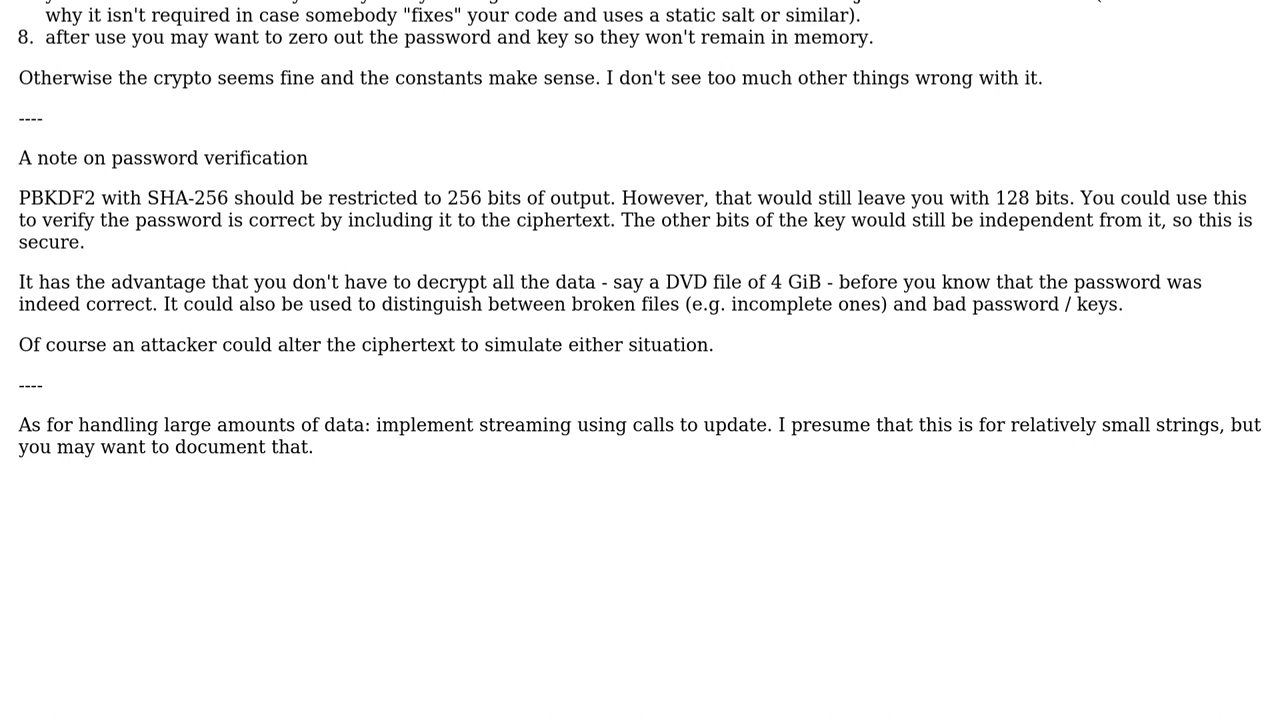 why it isn't required in case somebody "fixes" your code and uses a static salt or similar).
8. after use you may want to zero out the password and key so they won't remain in memory.
Otherwise the crypto seems fine and the constants make sense. I don't see too much other things wrong with it.
----
A note on password verification
PBKDF2 with SHA-256 should be restricted to 256 bits of output. However, that would still leave you with 128 bits. You could use this
to verify the password is correct by including it to the ciphertext. The other bits of the key would still be independent from it, so this is
secure.
It has the advantage that you don't have to decrypt all the data - say a DVD file of 4 GiB - before you know that the password was
indeed correct. It could also be used to distinguish between broken files (e.g. incomplete ones) and bad password / keys.
Of course an attacker could alter the ciphertext to simulate either situation.
----
As for handling large amounts of data: implement streaming using calls to update. I presume that this is for relatively small strings, but
you may want to document that.